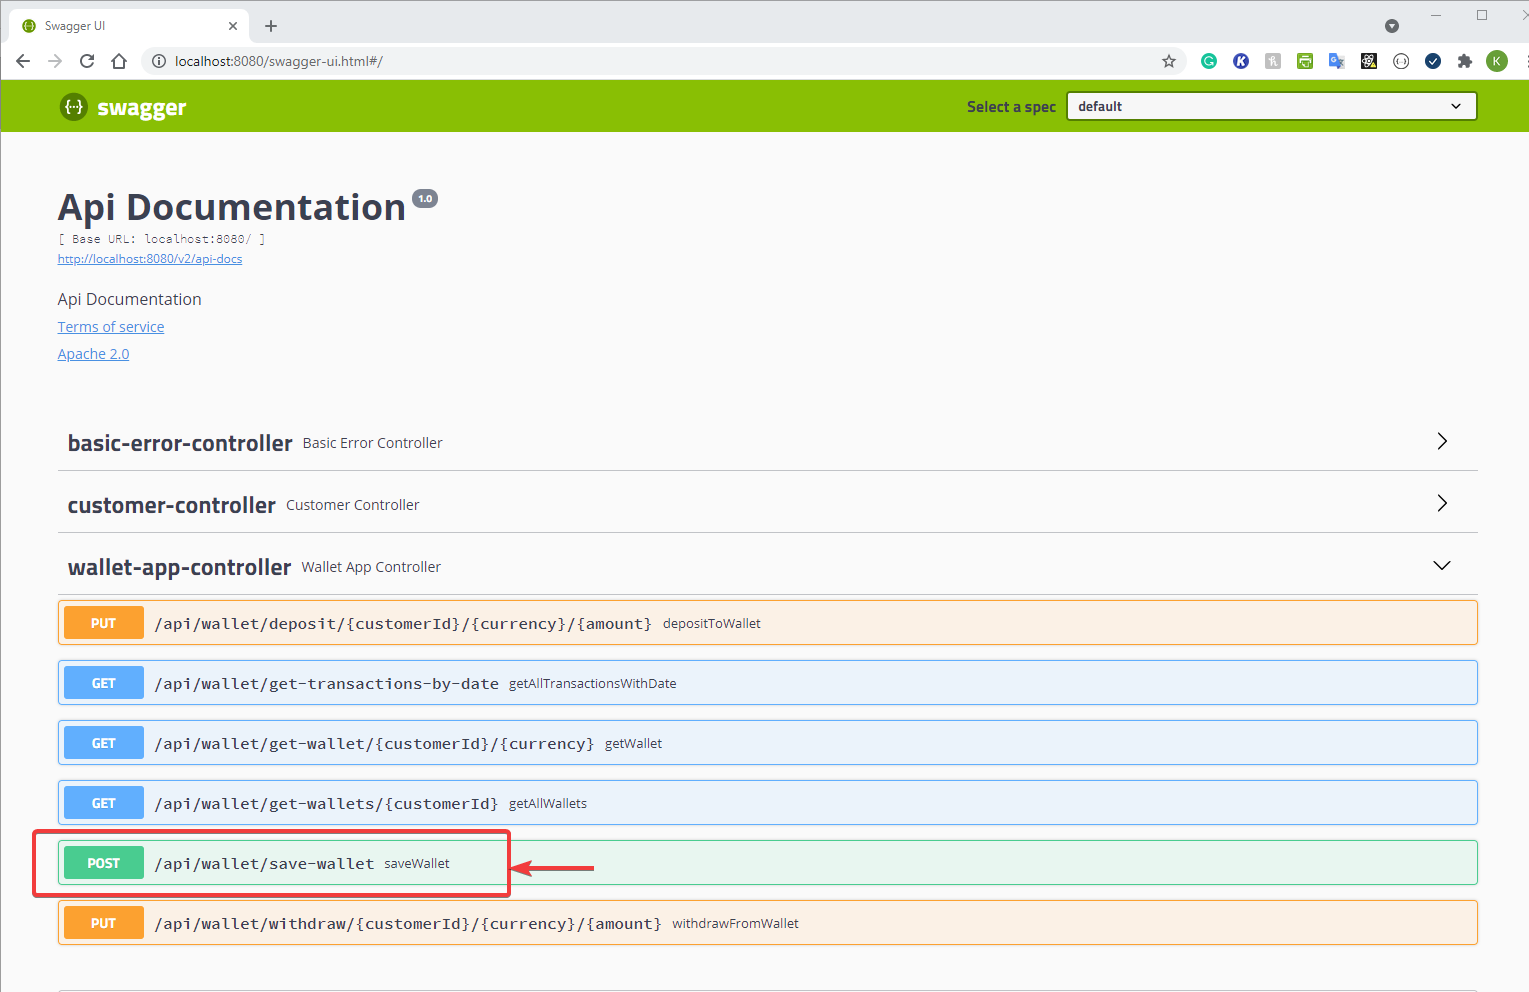 Swagger UI
localhost:8080/swagger-ui.html#/
K
K
swagger
Select a spec
default
Api Documentation 1.0
[ Base URL: localhost:8080/ ]
http://localhost:8080/v2/api-docs
Api Documentation
Terms of service
Apache 2.0
basic-error-controller Basic Error Controller
customer-controller Customer Controller
wallet-app-controller Wallet App Controller
PUT /api/wallet/deposit/{customerId}/{currency}/{amount} depositToWallet
GET /api/wallet/get-transactions-by-date getAllTransactionsWithDate
GET /api/wallet/get-wallet/{customerId}/{currency} getWallet
GET /api/wallet/get-wallets/{customerId} getAllWallets
POST /api/wallet/save-wallet saveWallet
PUT /api/wallet/withdraw/{customerId}/{currency}/{amount} withdrawFromWallet